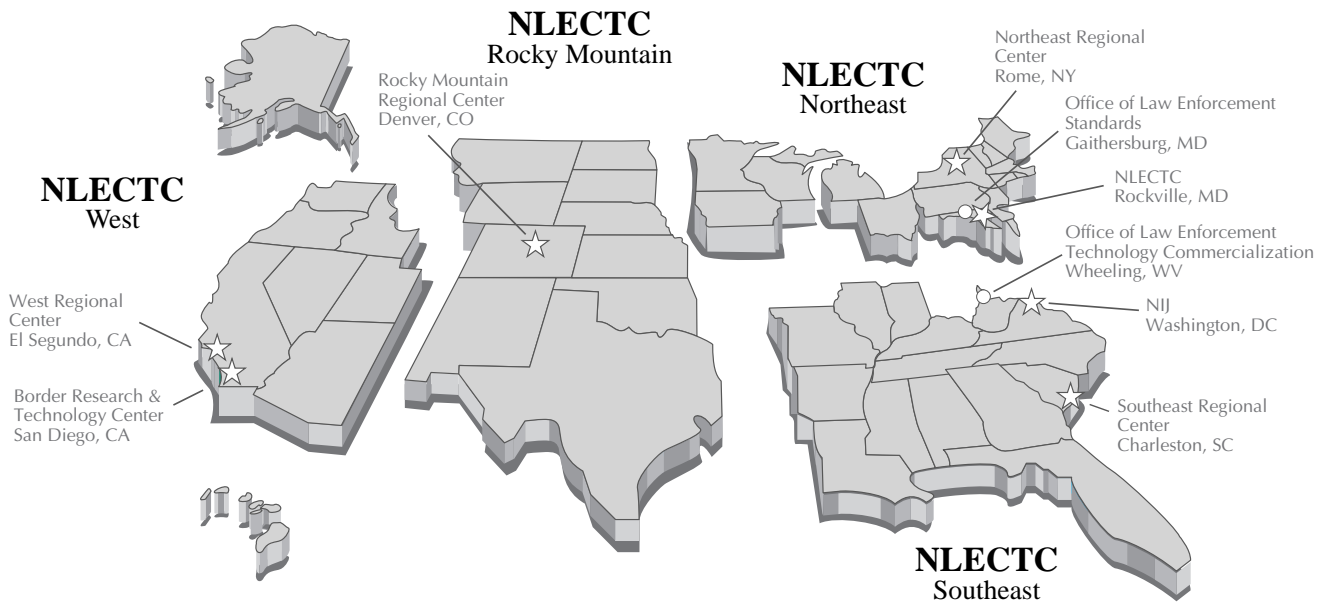 NLECTC
Rocky Mountain
Rocky Mountain
Regional Center
Denver, CO
NLECTC
Northeast
Northeast Regional
Center
Rome, NY
Office of Law Enforcement
Standards
Gaithersburg, MD
NLECTC
Rockville, MD
Office of Law Enforcement
Technology Commercialization
Wheeling, WV
NIJ
Washington, DC
NLECTC
West
West Regional
Center
El Segundo, CA
Border Research &
Technology Center
San Diego, CA
Southeast Regional
Center
Charleston, SC
NLECTC
Southeast